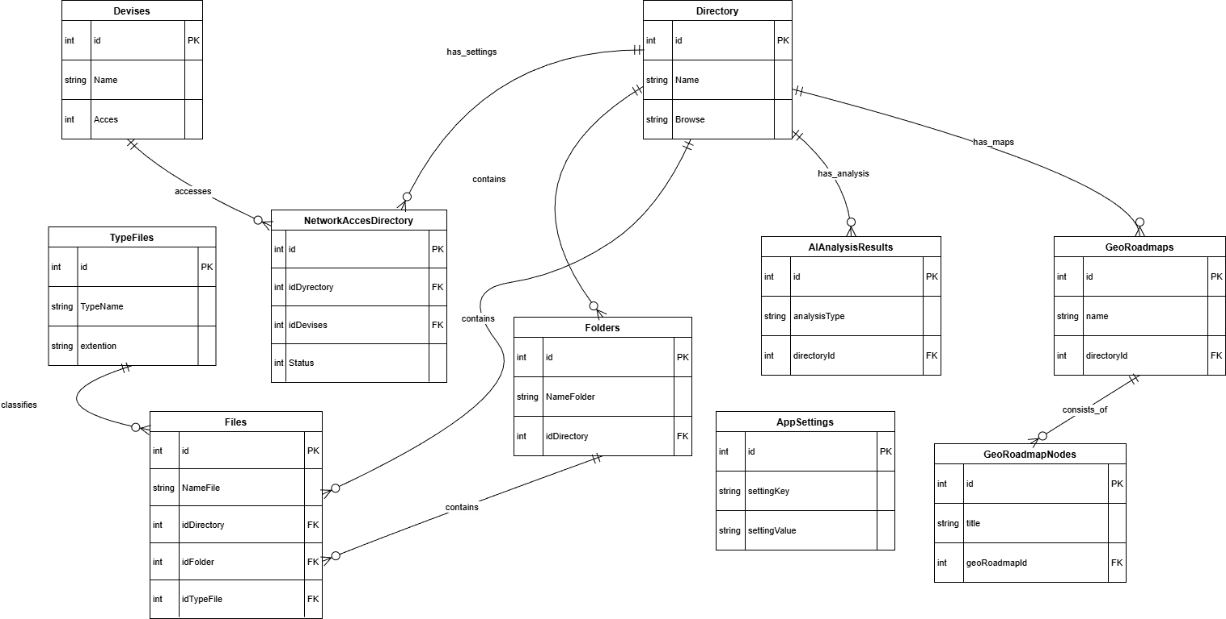 Devises
int id PK
string Name
int Acces
Directory
int id PK
string Name
string Browse
has_settings
contains
has_maps
has_analysis
accesses
NetworkAccesDirectory
int id PK
int idDyrectory FK
int idDevises FK
int Status
TypeFiles
int id PK
string TypeName
string extention
AIAnalysisResults
int id PK
string analysisType
int directoryId FK
GeoRoadmaps
int id PK
string name
int directoryId FK
contains
Folders
int id PK
string NameFolder
int idDirectory FK
classifies
Files
int id PK
string NameFile
int idDirectory FK
int idFolder FK
int idTypeFile FK
contains
AppSettings
int id PK
string settingKey
string settingValue
consists_of
GeoRoadmapNodes
int id PK
string title
int geoRoadmapId FK